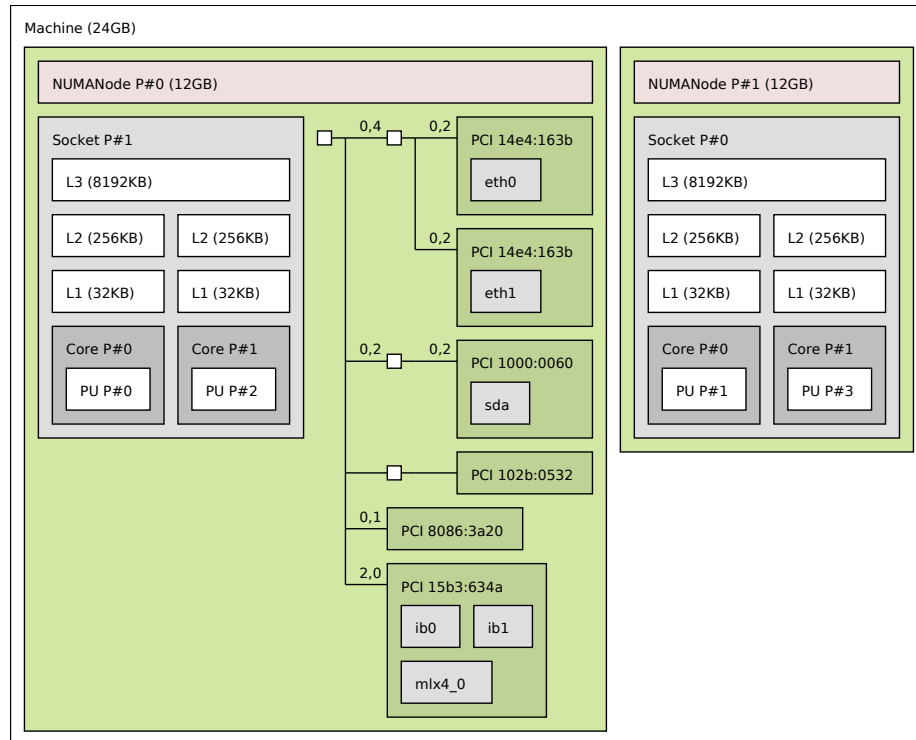 Machine (24GB)
NUMANode P#0 (12GB)
Socket P#1
L3 (8192KB)
L2 (256KB) L2 (256KB)
L1 (32KB) L1 (32KB)
Core P#0 Core P#1
PU P#0 PU P#2
0,4 0,2 PCI 14e4:163b
eth0
0,2 PCI 14e4:163b
eth1
0,2 0,2 PCI 1000:0060
sda
PCI 102b:0532
0,1 PCI 8086:3a20
2,0 PCI 15b3:634a
ib0 ib1
mlx4_0
NUMANode P#1 (12GB)
Socket P#0
L3 (8192KB)
L2 (256KB) L2 (256KB)
L1 (32KB) L1 (32KB)
Core P#0 Core P#1
PU P#1 PU P#3